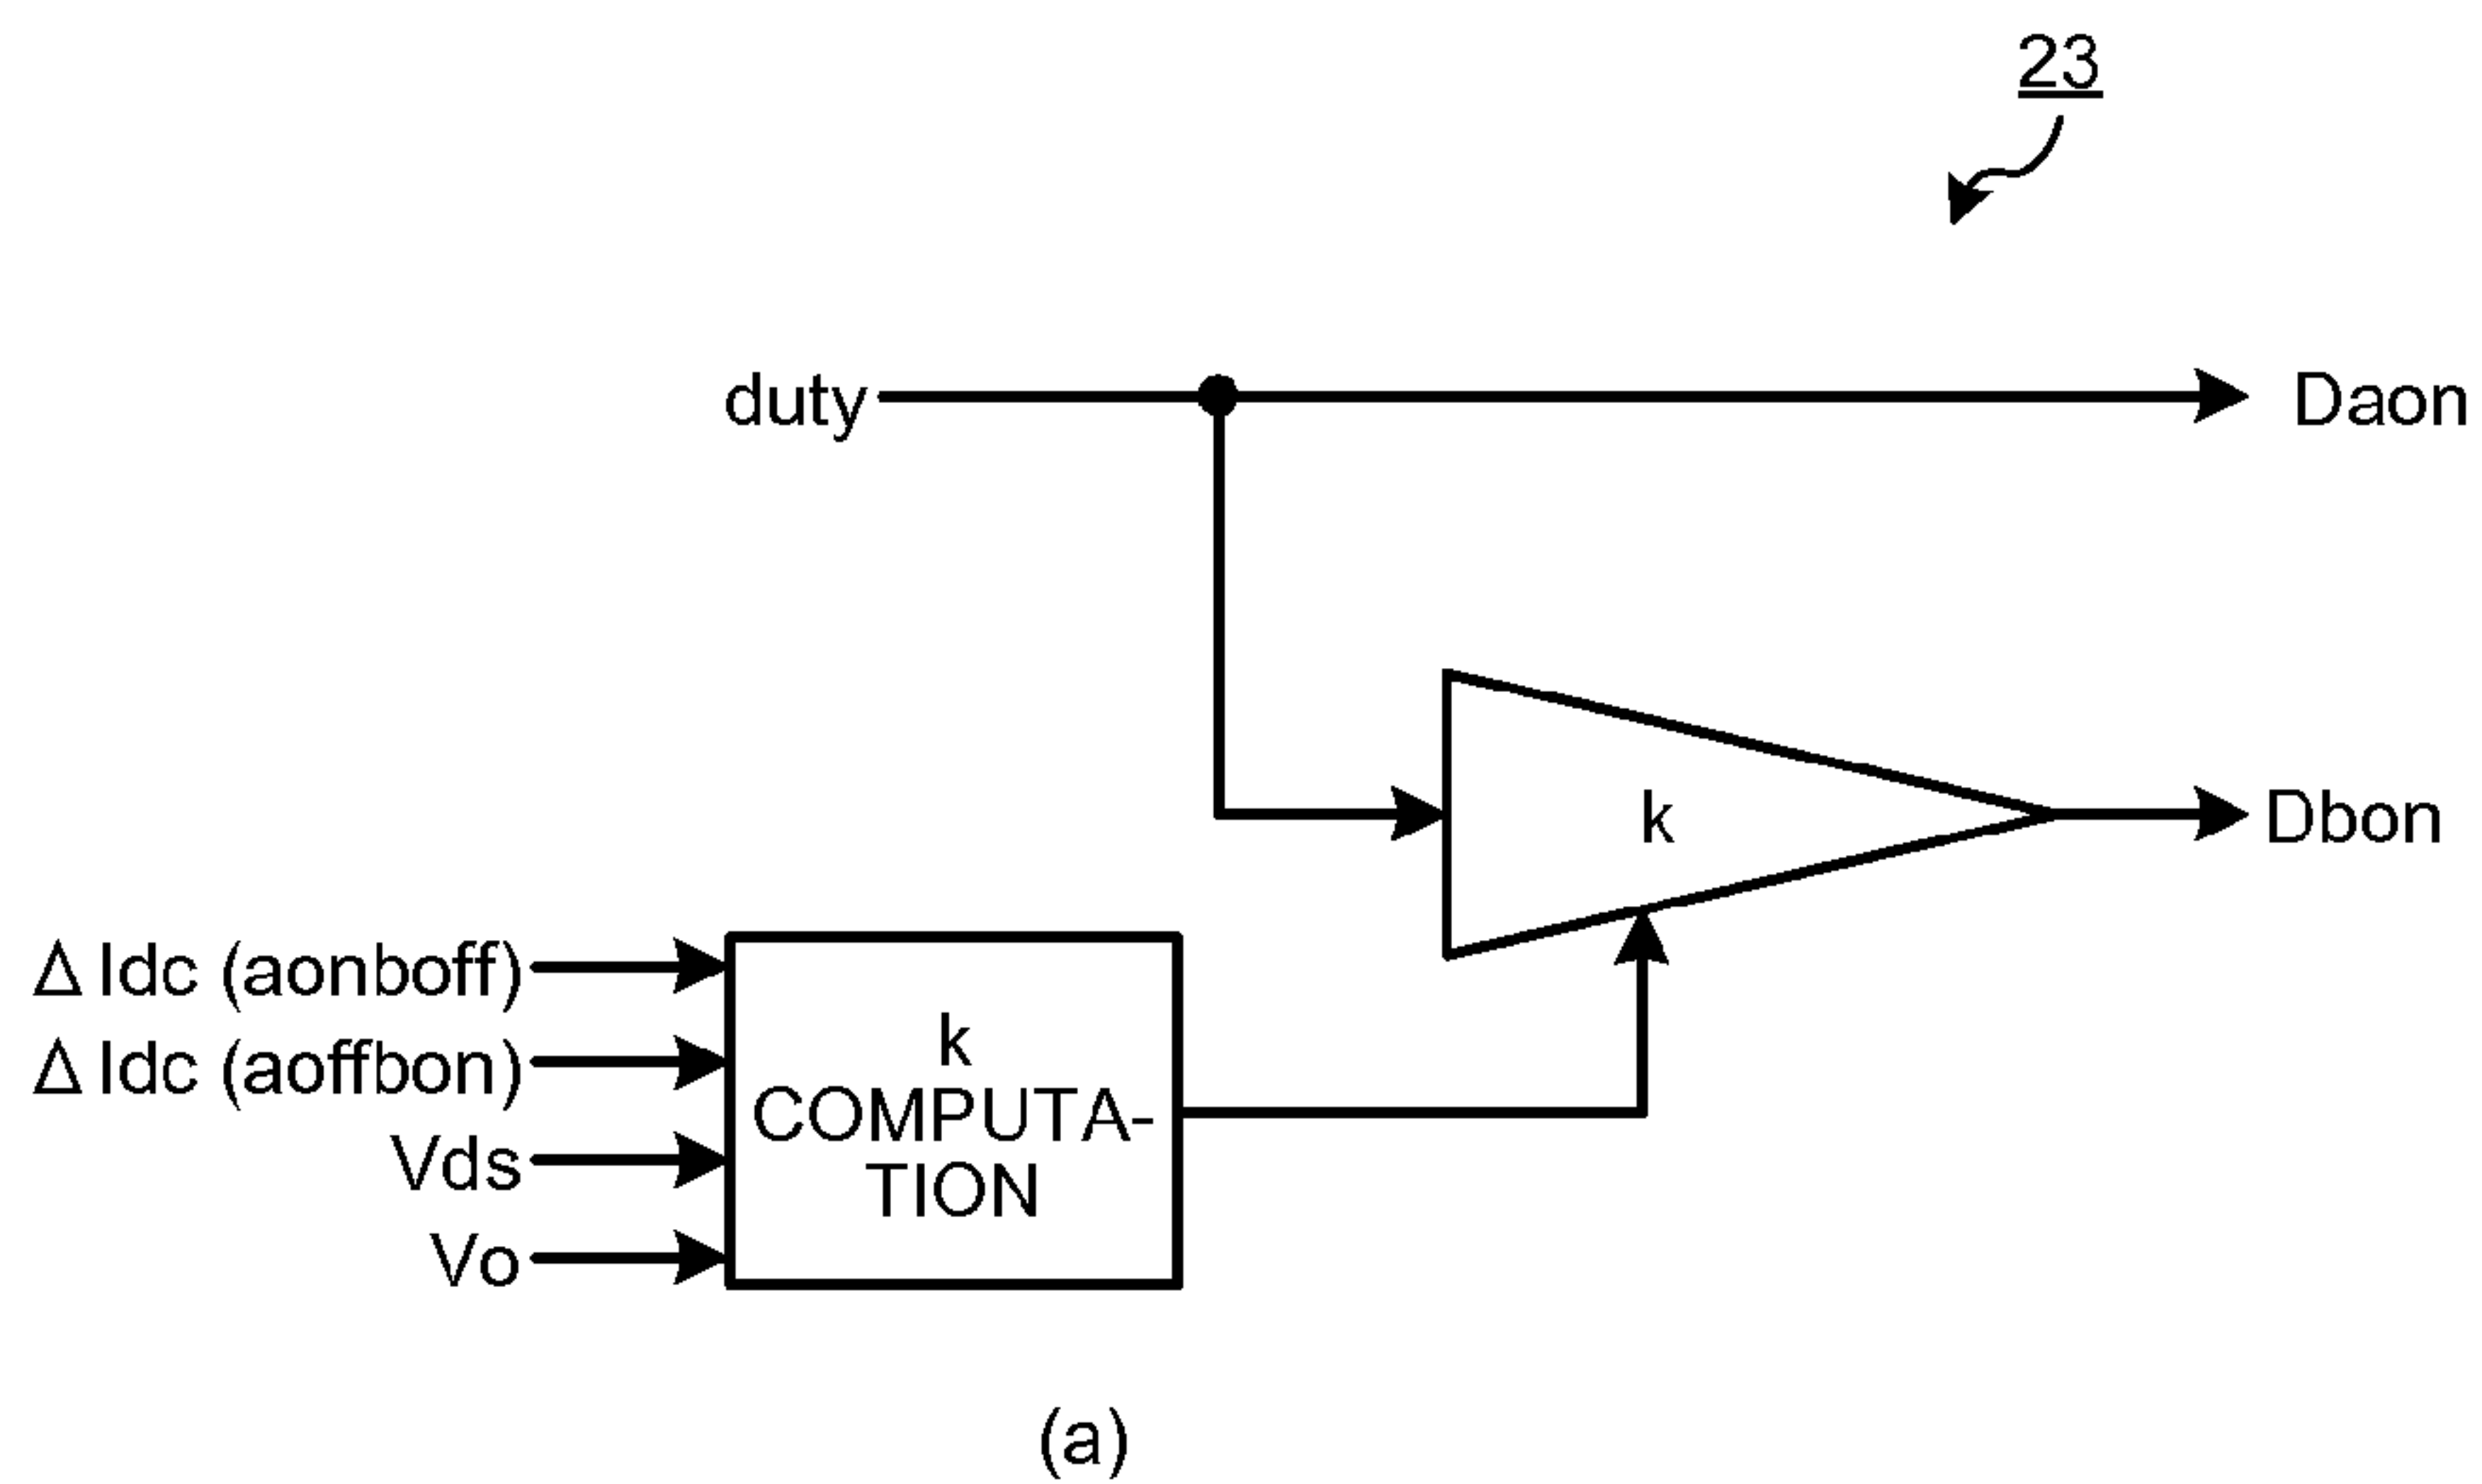 23
duty
Daon
k
Dbon
Δ Idc (aonboff)
Δ Idc (aoffbon)
Vds
Vo
k
COMPUTA-
TION
(a)